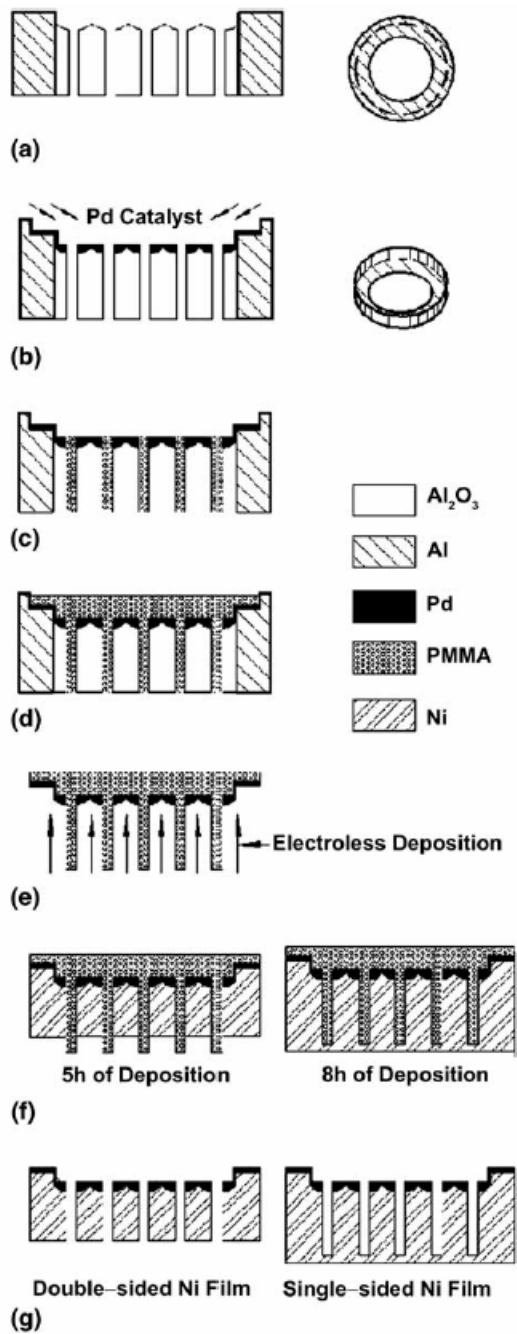 (a)
Pd Catalyst
(b)
(c)
Al₂O₃
Al
Pd
PMMA
Ni
(d)
Electroless Deposition
(e)
5h of Deposition
8h of Deposition
(f)
Double-sided Ni Film
Single-sided Ni Film
(g)